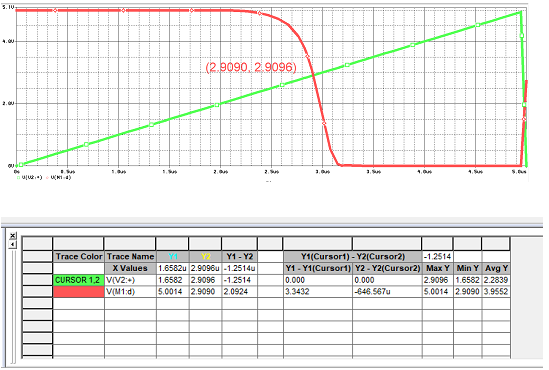 5.1U
(2.9090, 2.9096)
4.0U
2.0U
0U
0s 0.5us 1.0us 1.5us 2.0us 2.5us 3.0us 3.5us 4.0us 4.5us 5.0us
V(V2:+) V(M1:d)
Trace Color Trace Name Y1 Y2 Y1 - Y2 Y1(Cursor1) - Y2(Cursor2) -1.2514
X Values 1.6582u 2.9096u -1.2514u Y1 - Y1(Cursor1) Y2 - Y2(Cursor2) Max Y Min Y Avg Y
CURSOR 1,2 V(V2:+) 1.6582 2.9096 -1.2514 0.000 0.000 2.9096 1.6582 2.2839
V(M1:d) 5.0014 2.9090 2.0924 3.3432 -646.567u 5.0014 2.9090 3.9552